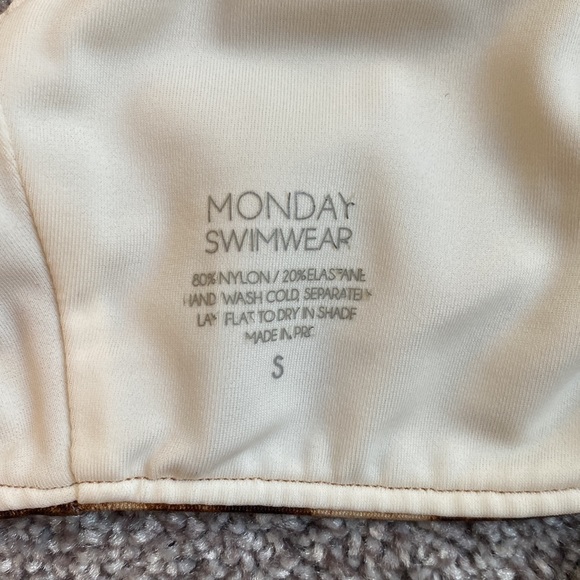 MONDAY
SWIMWEAR
80% NYLON / 20% ELASTANE
HAND WASH COLD, SEPARATELY
LAY FLAT TO DRY IN SHADE
MADE IN PRC
S